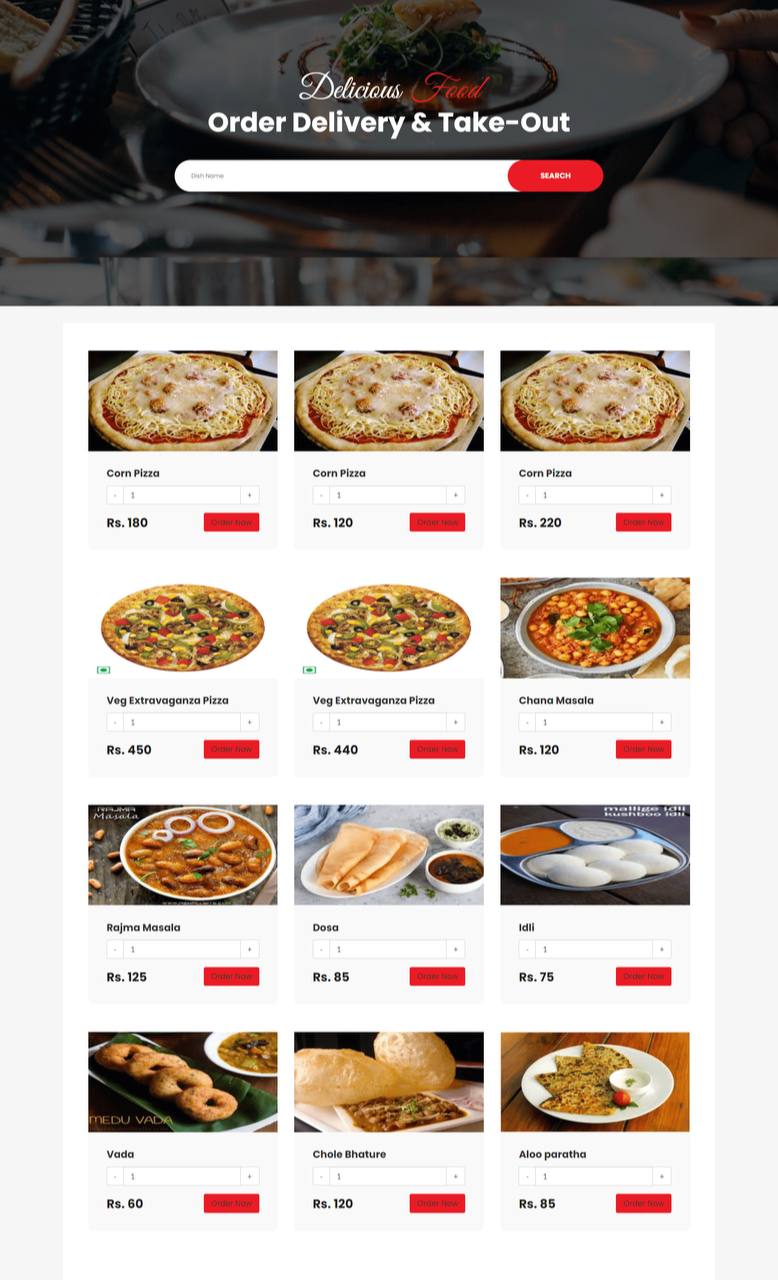 Delicious Food
Order Delivery & Take-Out
Dish Name
SEARCH
Corn Pizza
- 1 +
Rs. 180 Order Now
Corn Pizza
- 1 +
Rs. 120 Order Now
Corn Pizza
- 1 +
Rs. 220 Order Now
Veg Extravaganza Pizza
- 1 +
Rs. 450 Order Now
Veg Extravaganza Pizza
- 1 +
Rs. 440 Order Now
Chana Masala
- 1 +
Rs. 120 Order Now
RAJMA
Masala
Rajma Masala
- 1 +
Rs. 125 Order Now
Dosa
- 1 +
Rs. 85 Order Now
mallige idli
kushboo idli
Idli
- 1 +
Rs. 75 Order Now
MEDU VADA
Vada
- 1 +
Rs. 60 Order Now
Chole Bhature
- 1 +
Rs. 120 Order Now
Aloo paratha
- 1 +
Rs. 85 Order Now